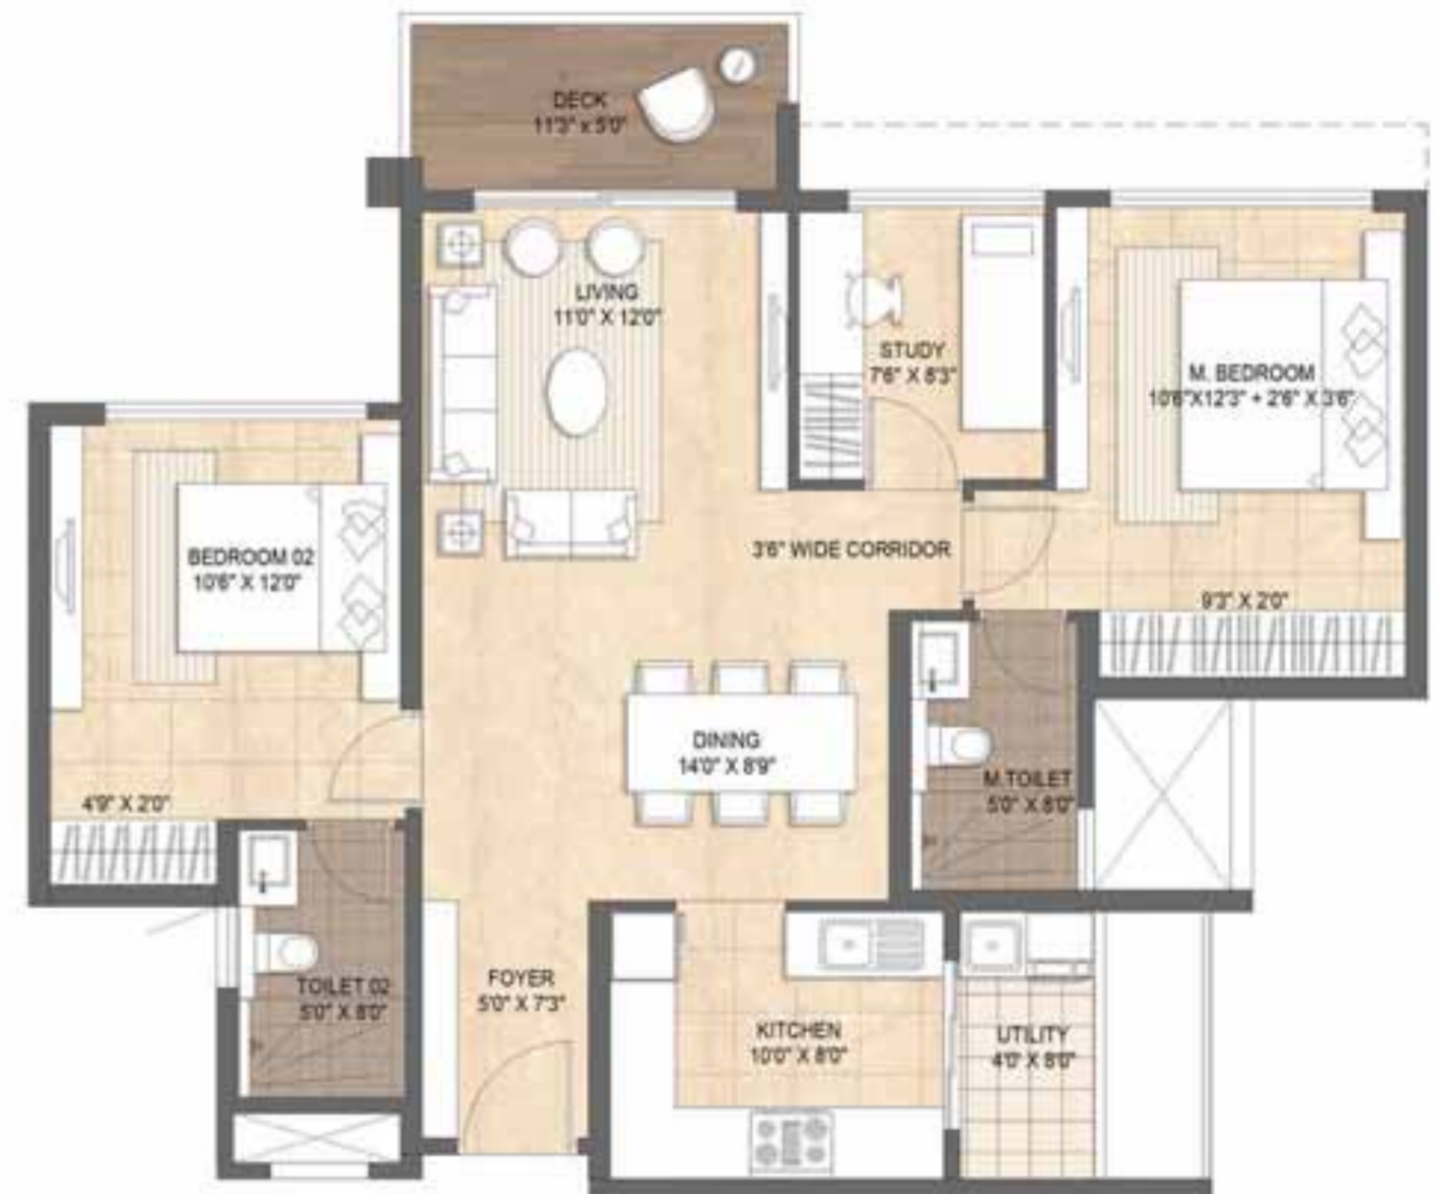 DECK
11'3" x 5'0"
LIVING
11'0" X 12'0"
STUDY
7'6" X 8'3"
M. BEDROOM
10'6"X12'3" + 2'6" X 3'6"
BEDROOM 02
10'6" X 12'0"
3'6" WIDE CORRIDOR
9'3" X 2'0"
DINING
14'0" X 8'9"
M.TOILET
5'0" X 8'0"
4'9" X 2'0"
TOILET 02
5'0" X 8'0"
FOYER
5'0" X 7'3"
KITCHEN
10'0" X 8'0"
UTILITY
4'0' X 8'0"